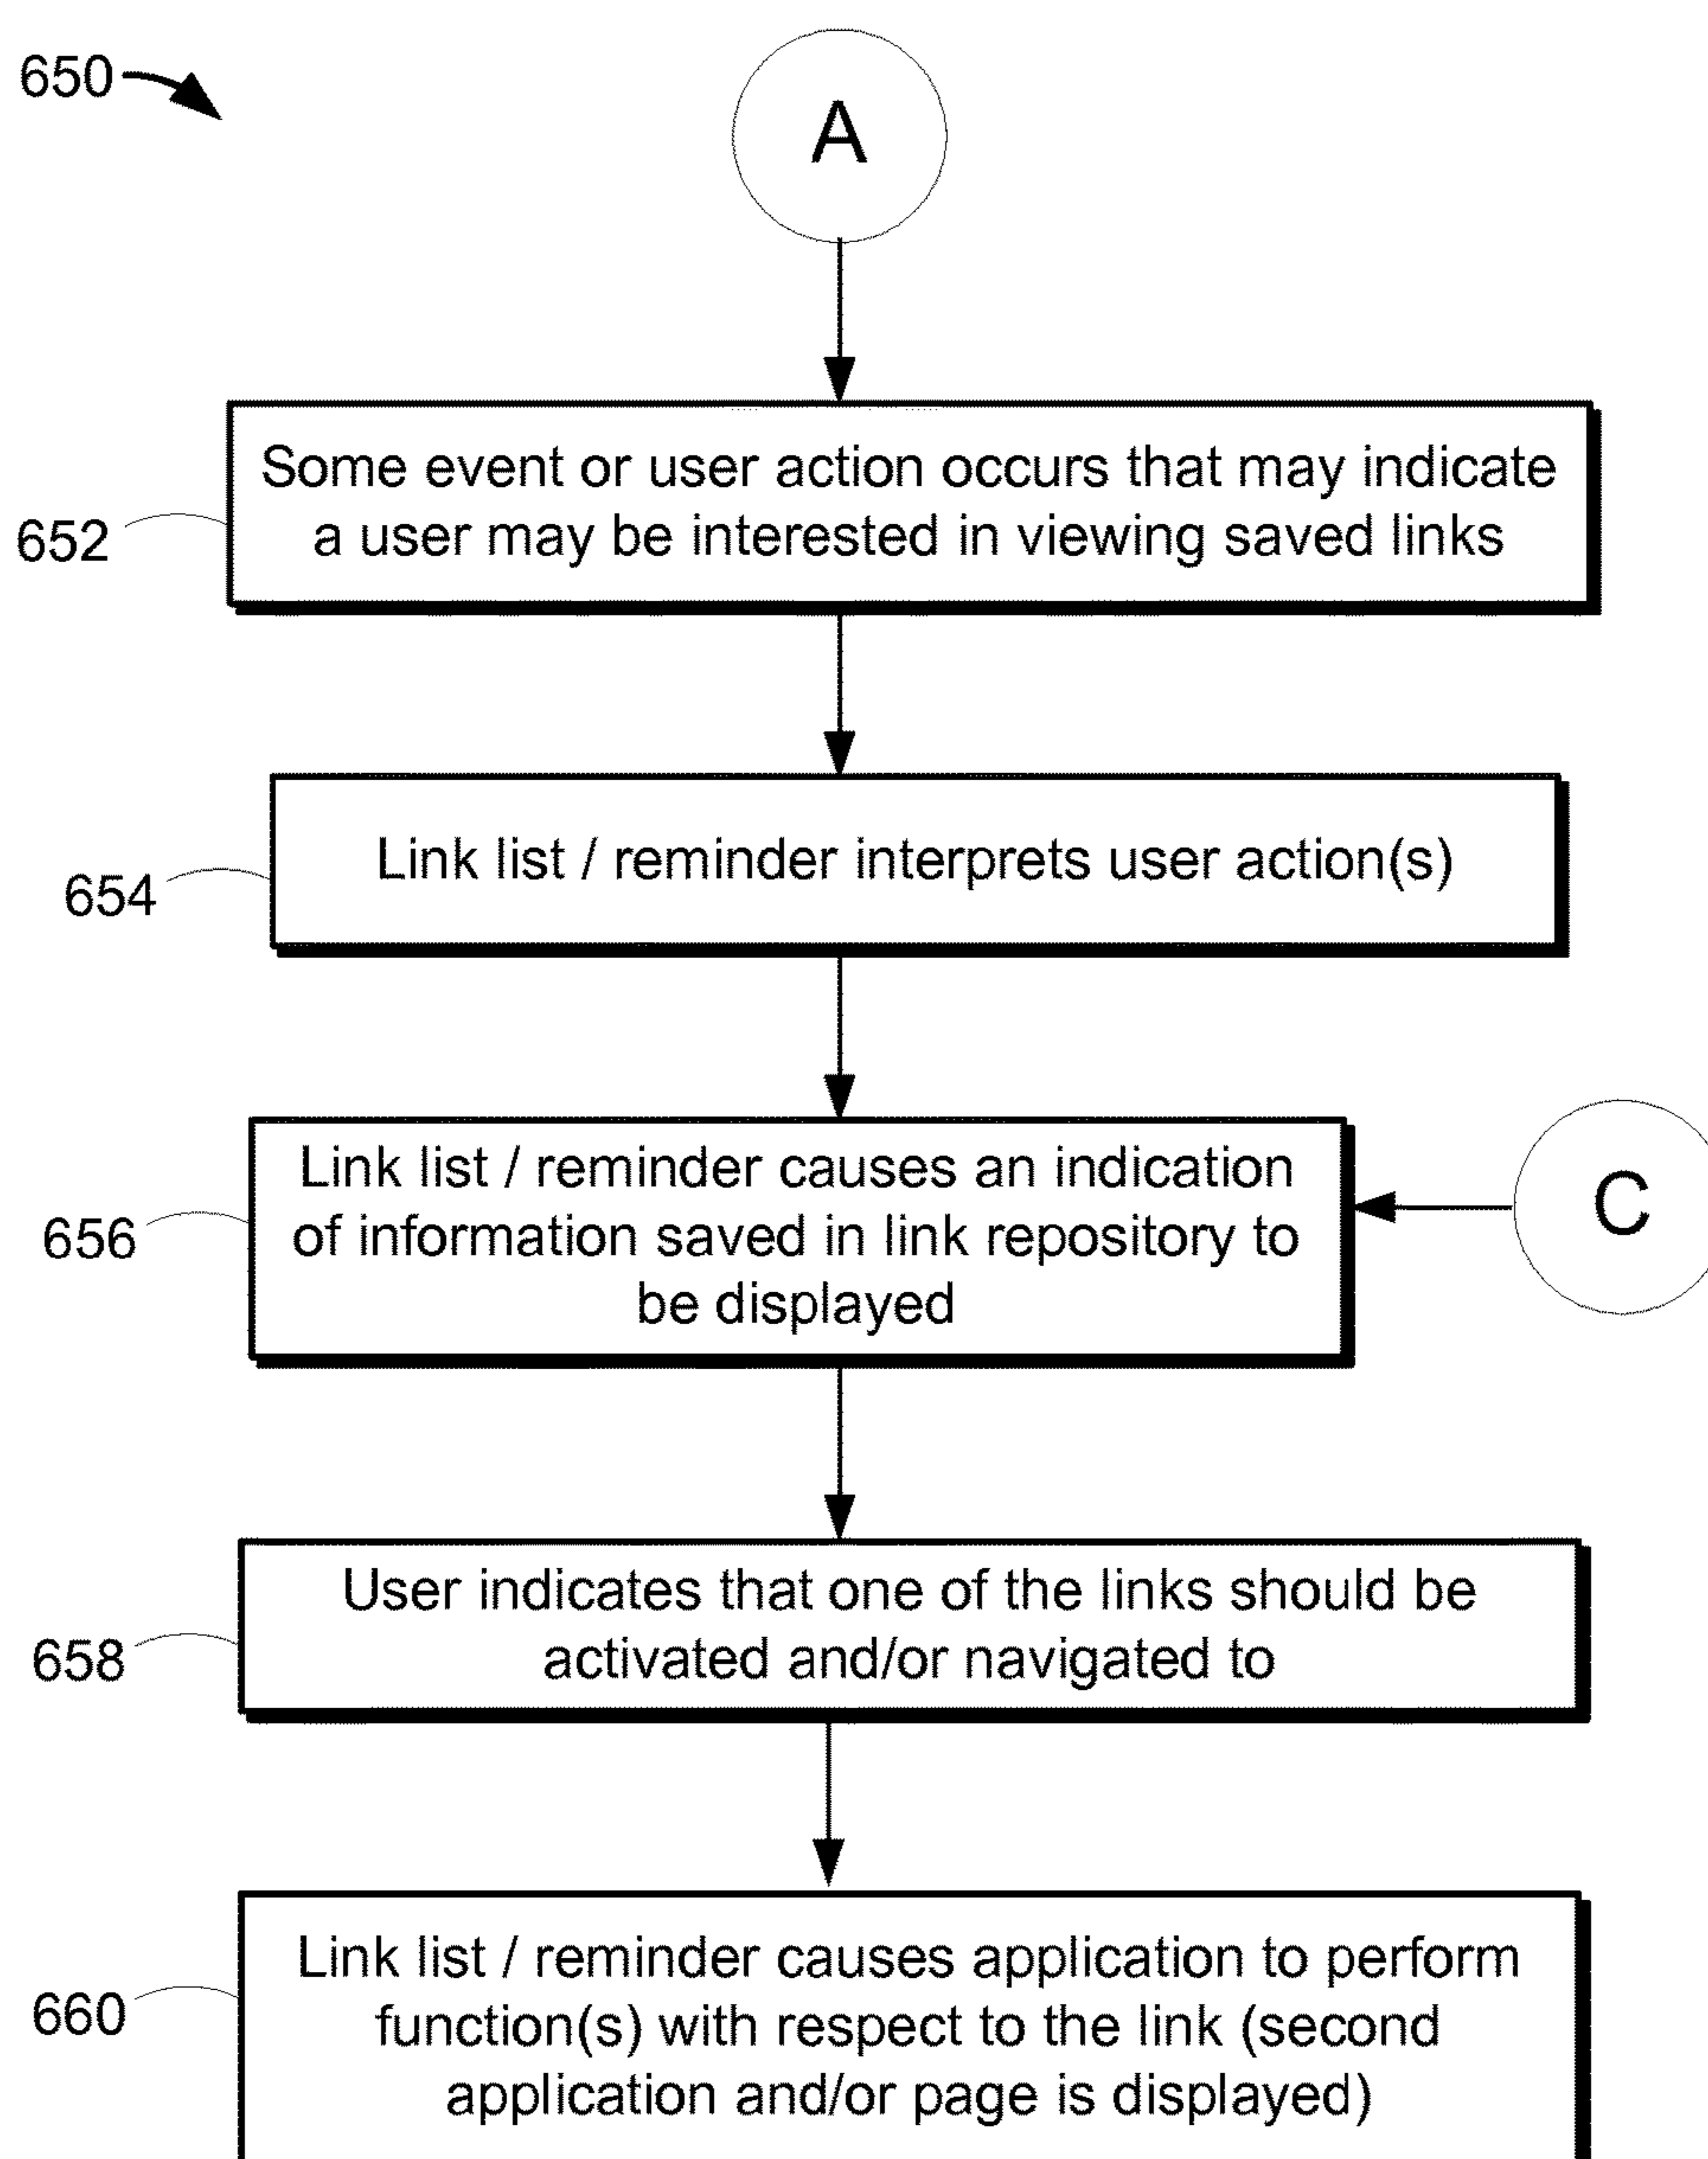 650
A
Some event or user action occurs that may indicate
a user may be interested in viewing saved links
652
Link list / reminder interprets user action(s)
654
Link list / reminder causes an indication
of information saved in link repository to
be displayed
656
C
User indicates that one of the links should be
activated and/or navigated to
658
Link list / reminder causes application to perform
function(s) with respect to the link (second
application and/or page is displayed)
660